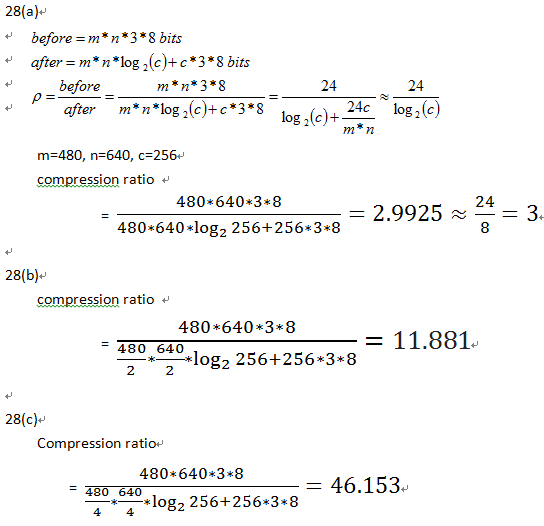 28(a)
before = m * n * 3 * 8 bits
after = m * n * log₂(c) + c * 3 * 8 bits
ρ = before/after = (m * n * 3 * 8)/(m * n * log₂(c) + c * 3 * 8) = 24/(log₂(c) + 24c/(m * n)) ≈ 24/log₂(c)
m=480, n=640, c=256
compression ratio
= (480*640*3*8)/(480*640*log₂ 256+256*3*8) = 2.9925 ≈ 24/8 = 3
28(b)
compression ratio
= (480*640*3*8)/(480/2*640/2*log₂ 256+256*3*8) = 11.881
28(c)
Compression ratio
= (480*640*3*8)/(480/4*640/4*log₂ 256+256*3*8) = 46.153